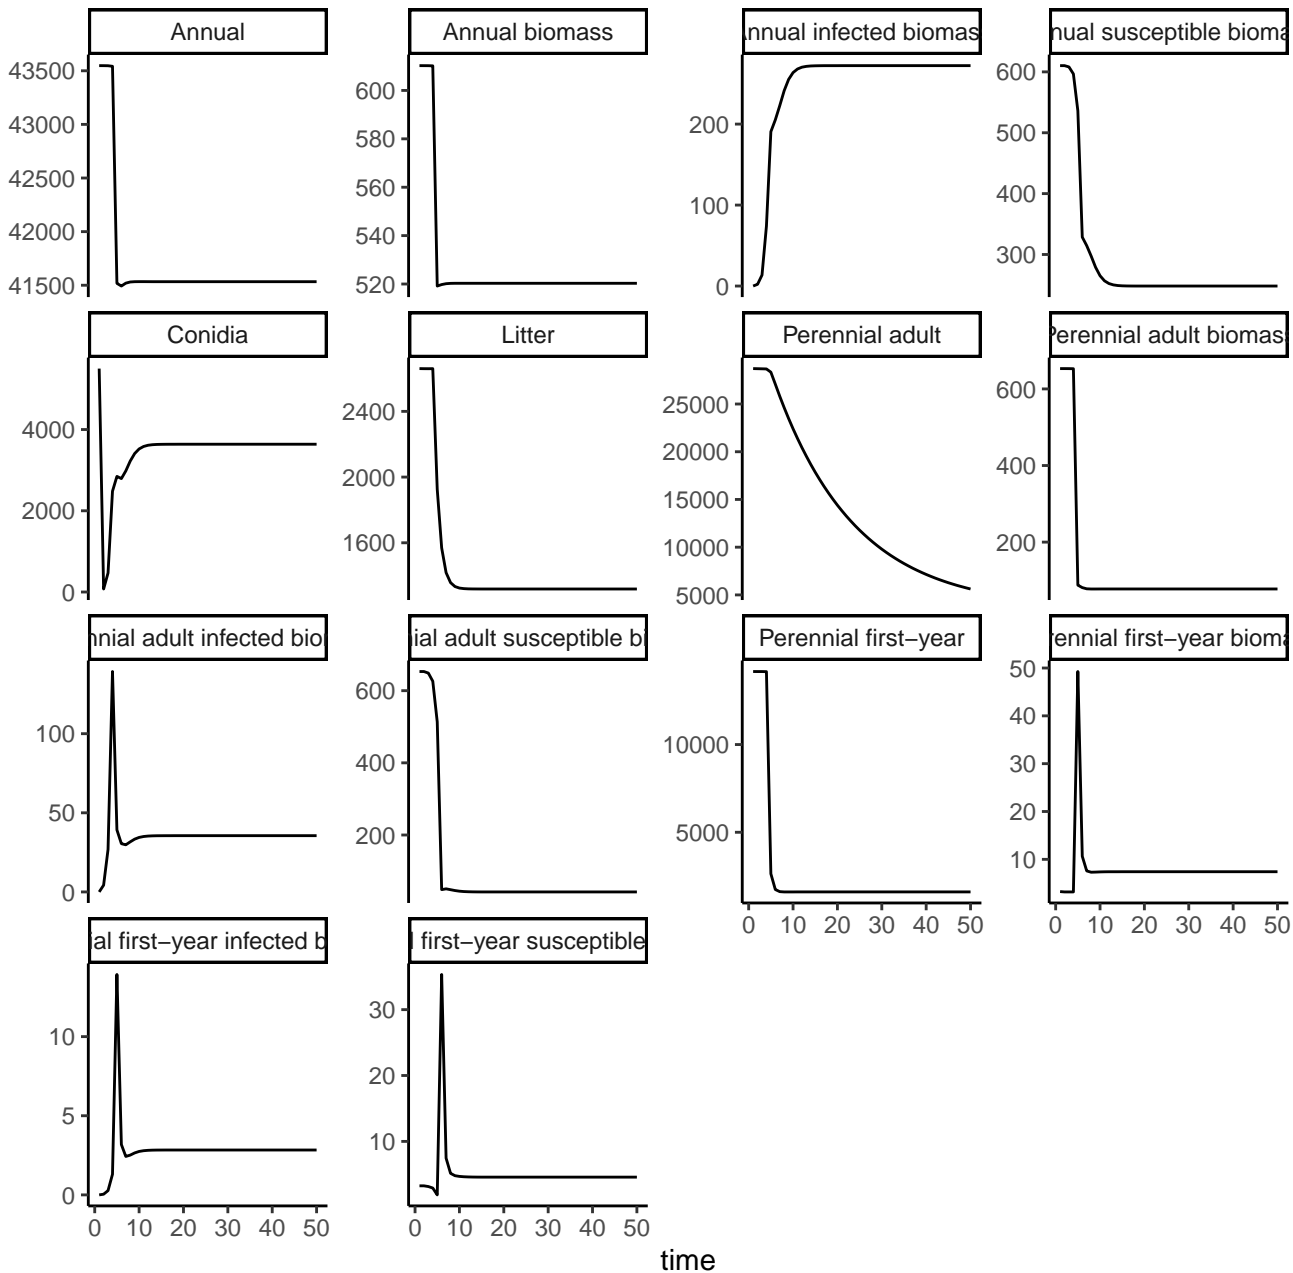 Annual
Annual biomass
Annual infected biomas
nual susceptible bioma
43500
43000
42500
42000
41500
600
580
560
540
520
200
100
0
600
500
400
300
Conidia
Litter
Perennial adult
Perennial adult biomass
4000
2000
0
2400
2000
1600
25000
20000
15000
10000
5000
600
400
200
nnial adult infected bior
nial adult susceptible bi
Perennial first–year
rennial first–year bioma
100
50
0
600
400
200
10000
5000
50
40
30
20
10
0 10 20 30 40 50
0 10 20 30 40 50
ial first–year infected b
l first–year susceptible
10
5
0
30
20
10
0 10 20 30 40 50
0 10 20 30 40 50
time